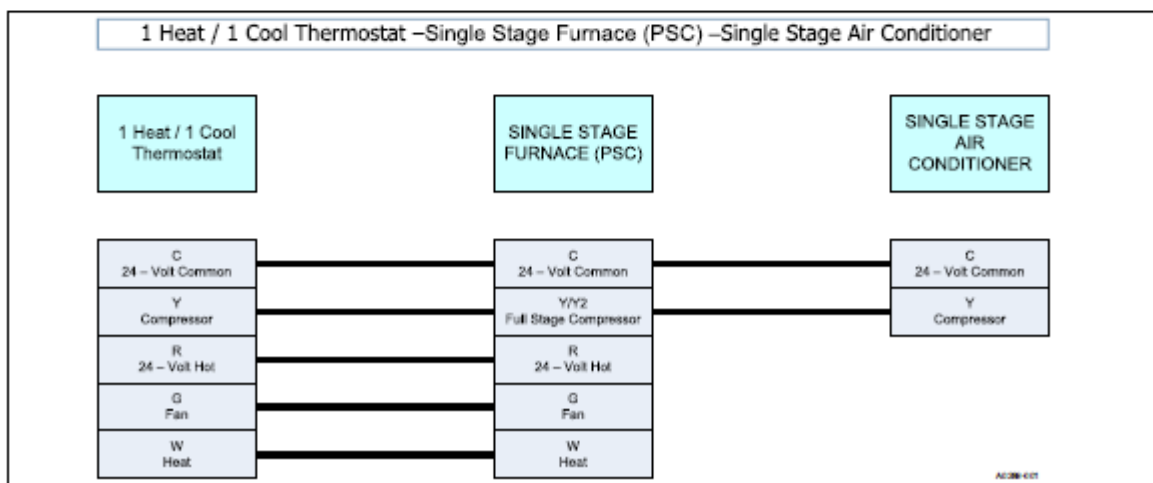 1 Heat / 1 Cool Thermostat –Single Stage Furnace (PSC) –Single Stage Air Conditioner
1 Heat / 1 Cool
Thermostat
SINGLE STAGE
FURNACE (PSC)
SINGLE STAGE
AIR
CONDITIONER
C
24 – Volt Common
Y
Compressor
R
24 – Volt Hot
G
Fan
W
Heat
C
24 – Volt Common
Y/Y2
Full Stage Compressor
R
24 – Volt Hot
G
Fan
W
Heat
C
24 – Volt Common
Y
Compressor